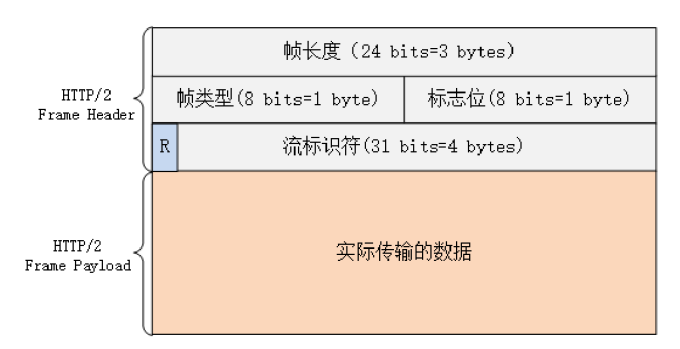 帧长度（24 bits=3 bytes）
HTTP/2
Frame Header
帧类型(8 bits=1 byte)
标志位(8 bits=1 byte)
R
流标识符(31 bits=4 bytes)
HTTP/2
Frame Payload
实际传输的数据